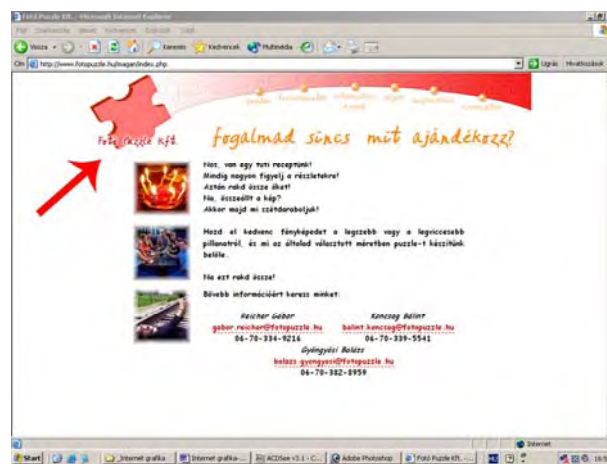 Fotó Puzzle Kft. - Microsoft Internet Explorer
Vissza
Keresés
Kedvencek
Multimédia
Cím
http://www.fotopuzzle.hu/magan/index.php
Ugrás
Hivatkozások
Fotó Puzzle Kft.
fogalmad sincs mit ajándékozz?
Nos, van egy tuti receptünk!
Mindig nagyon figyelj a részletekre!
Aztán rakd össze őket!
Na, összeállt a kép?
Akkor majd mi szétdaraboljuk!
Hozd el kedvenc fényképedet a legszebb vagy a legviccesebb
pillanatról, és mi az általad választott méretben puzzle-t készítünk
belőle.
Na ezt rakd össze!
Bővebb információért keress minket:
Reicher Gábor
Koncsag Bálint
gabor.reicher@fotopuzzle.hu
balint.koncsag@fotopuzzle.hu
06-70-334-9216
06-70-339-5541
Gyöngyösi Balázs
balazs.gyongyosi@fotopuzzle.hu
06-70-382-8959
Internet
Start
Internet grafika
Internet grafika-...
ACDSee v3.1 - C...
Adobe Photoshop
Fotó Puzzle Kft. -...
HU